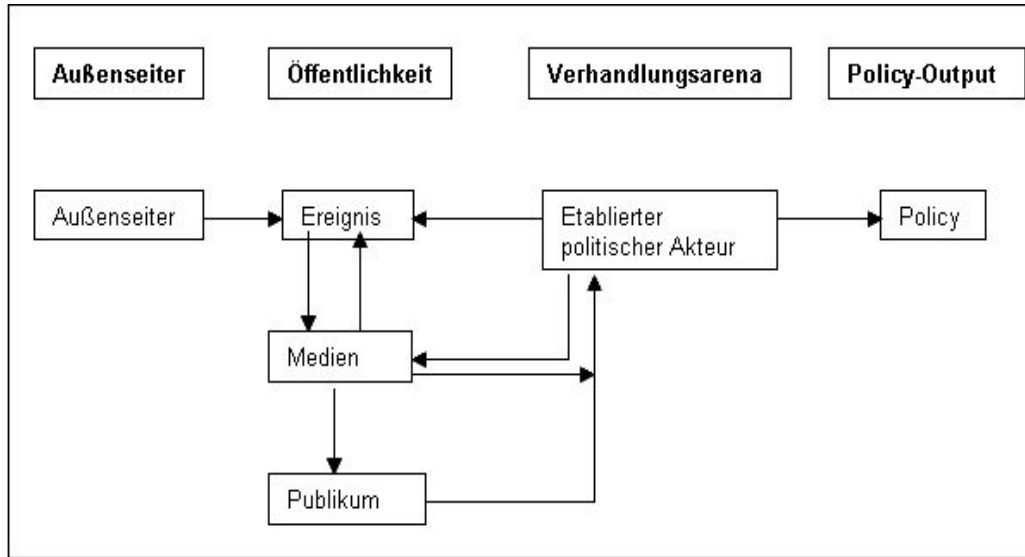 Außenseiter
Öffentlichkeit
Verhandlungsarena
Policy-Output
Außenseiter
Ereignis
Etablierter
politischer Akteur
Policy
Medien
Publikum